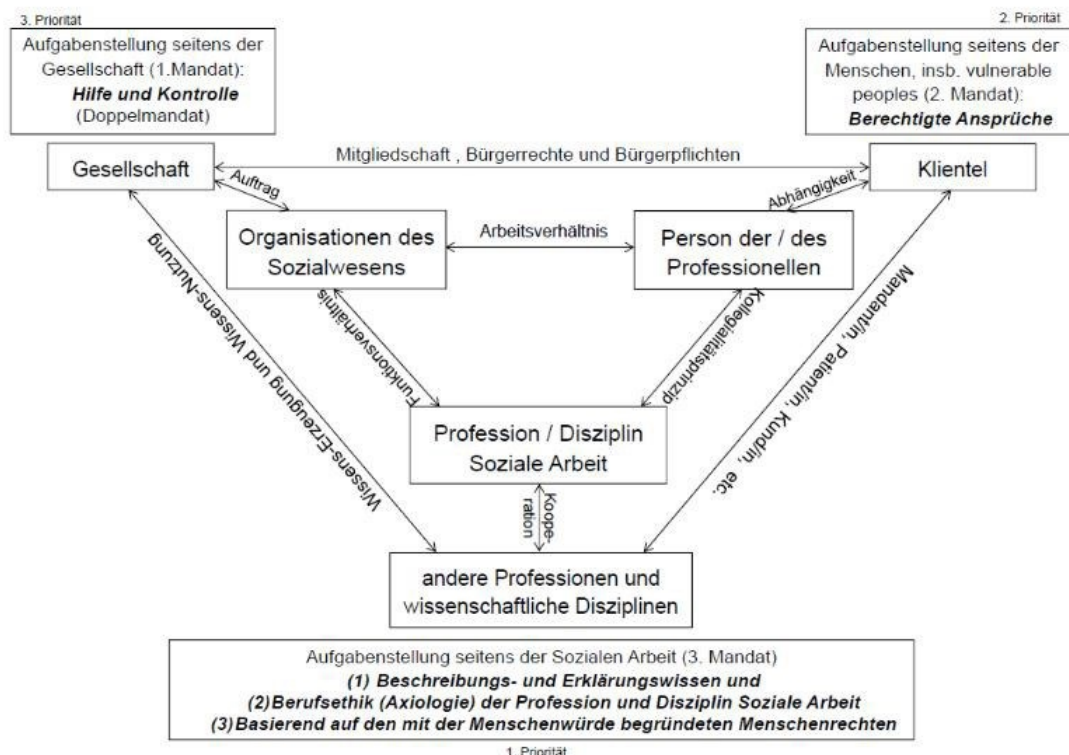 3. Priorität
2. Priorität
Aufgabenstellung seitens der
Gesellschaft (1.Mandat):
Hilfe und Kontrolle
(Doppelmandat)
Aufgabenstellung seitens der
Menschen, insb. vulnerable
peoples (2. Mandat):
Berechtigte Ansprüche
Gesellschaft
Mitgliedschaft , Bürgerrechte und Bürgerpflichten
Klientel
Auftrag
Abhängigkeit
Organisationen des
Sozialwesens
Arbeitsverhältnis
Person der / des
Professionellen
Wissens-Erzeugung und Wissens-Nutzung
Funktionsverhältnis
Kollegialitätsprinzip
Mandant/in, Patient/in, Kund/in, etc.
Profession / Disziplin
Soziale Arbeit
Koope-
ration
andere Professionen und
wissenschaftliche Disziplinen
Aufgabenstellung seitens der Sozialen Arbeit (3. Mandat)
(1) Beschreibungs- und Erklärungswissen und
(2)Berufsethik (Axiologie) der Profession und Disziplin Soziale Arbeit
(3)Basierend auf den mit der Menschenwürde begründeten Menschenrechten
1. Priorität